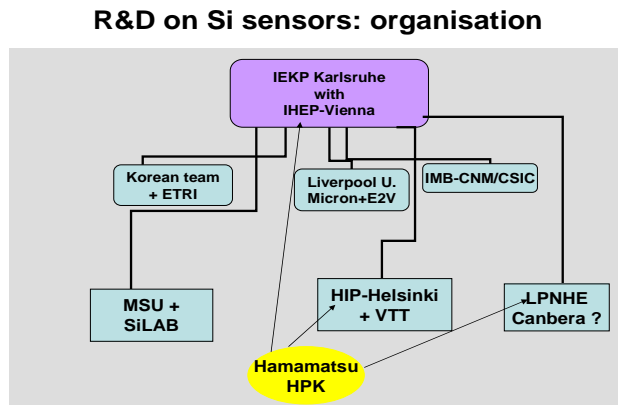 R&D on Si sensors: organisation
IEKP Karlsruhe
with
IHEP-Vienna
Korean team
+ ETRI
Liverpool U.
Micron+E2V
IMB-CNM/CSIC
MSU +
SiLAB
HIP-Helsinki
+ VTT
LPNHE
Canbera ?
Hamamatsu
HPK